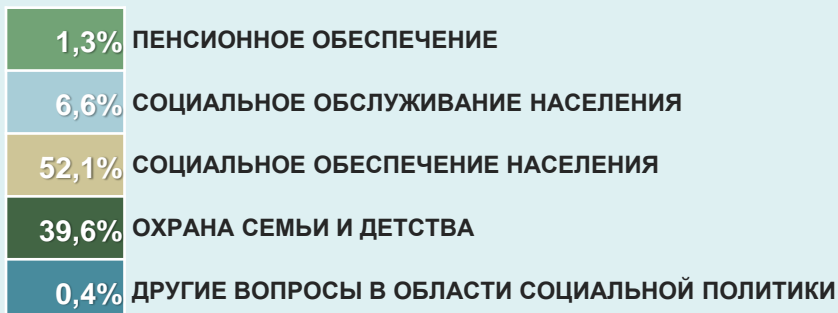 1,3% ПЕНСИОННОЕ ОБЕСПЕЧЕНИЕ
6,6% СОЦИАЛЬНОЕ ОБСЛУЖИВАНИЕ НАСЕЛЕНИЯ
52,1% СОЦИАЛЬНОЕ ОБЕСПЕЧЕНИЕ НАСЕЛЕНИЯ
39,6% ОХРАНА СЕМЬИ И ДЕТСТВА
0,4% ДРУГИЕ ВОПРОСЫ В ОБЛАСТИ СОЦИАЛЬНОЙ ПОЛИТИКИ